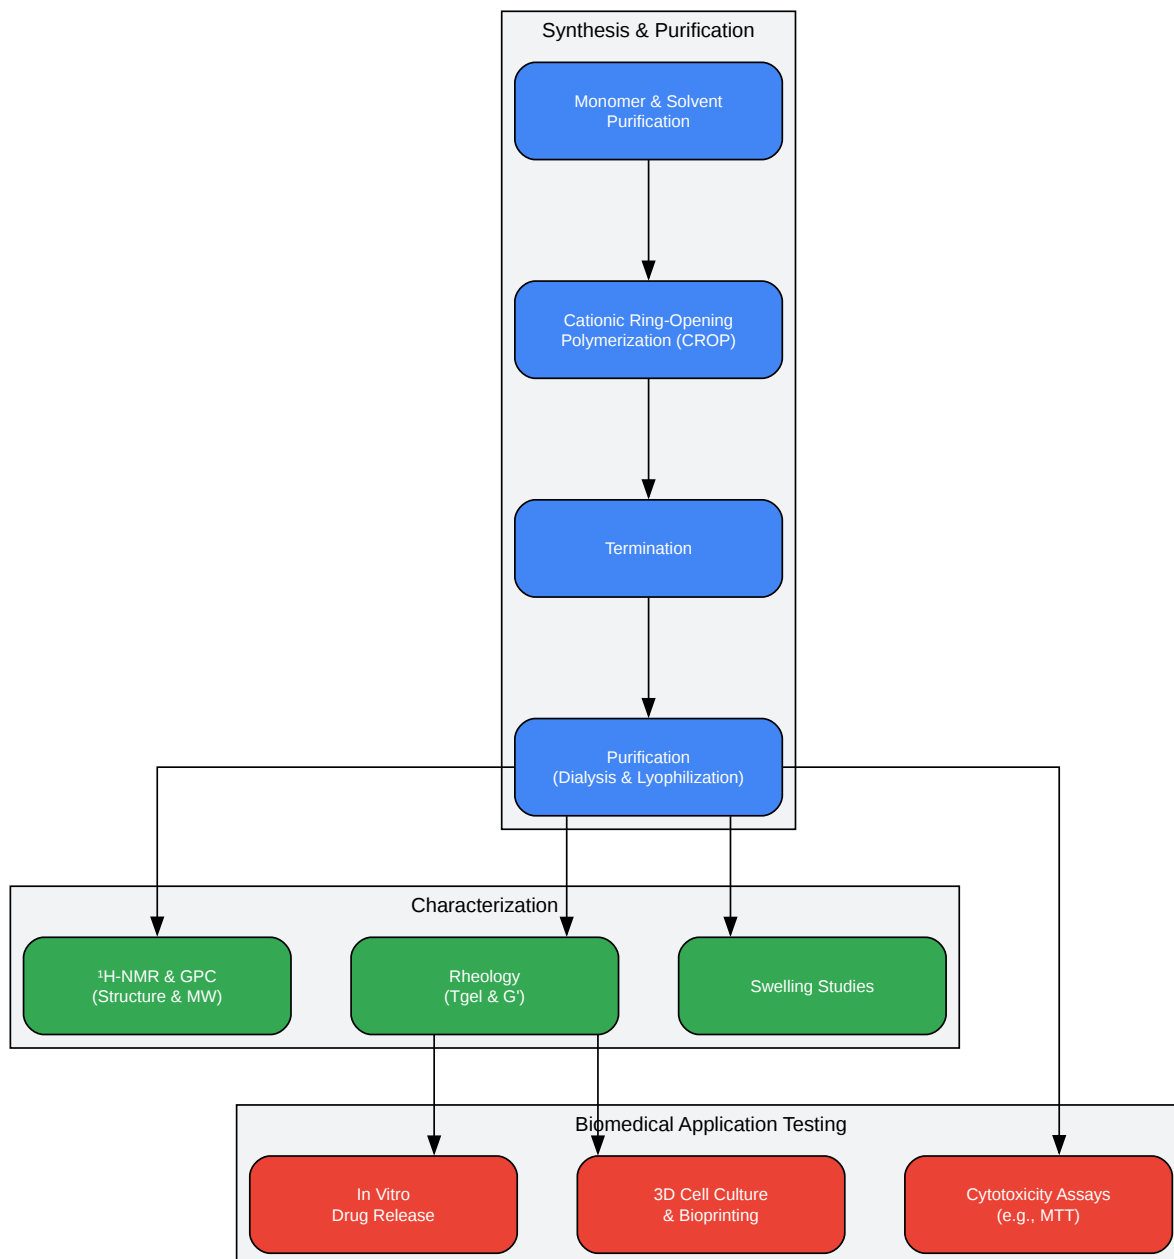 Synthesis & Purification
Monomer & Solvent
Purification
Cationic Ring-Opening
Polymerization (CROP)
Termination
Purification
(Dialysis & Lyophilization)
Characterization
¹H-NMR & GPC
(Structure & MW)
Rheology
(Tgel & G')
Swelling Studies
Biomedical Application Testing
In Vitro
Drug Release
3D Cell Culture
& Bioprinting
Cytotoxicity Assays
(e.g., MTT)